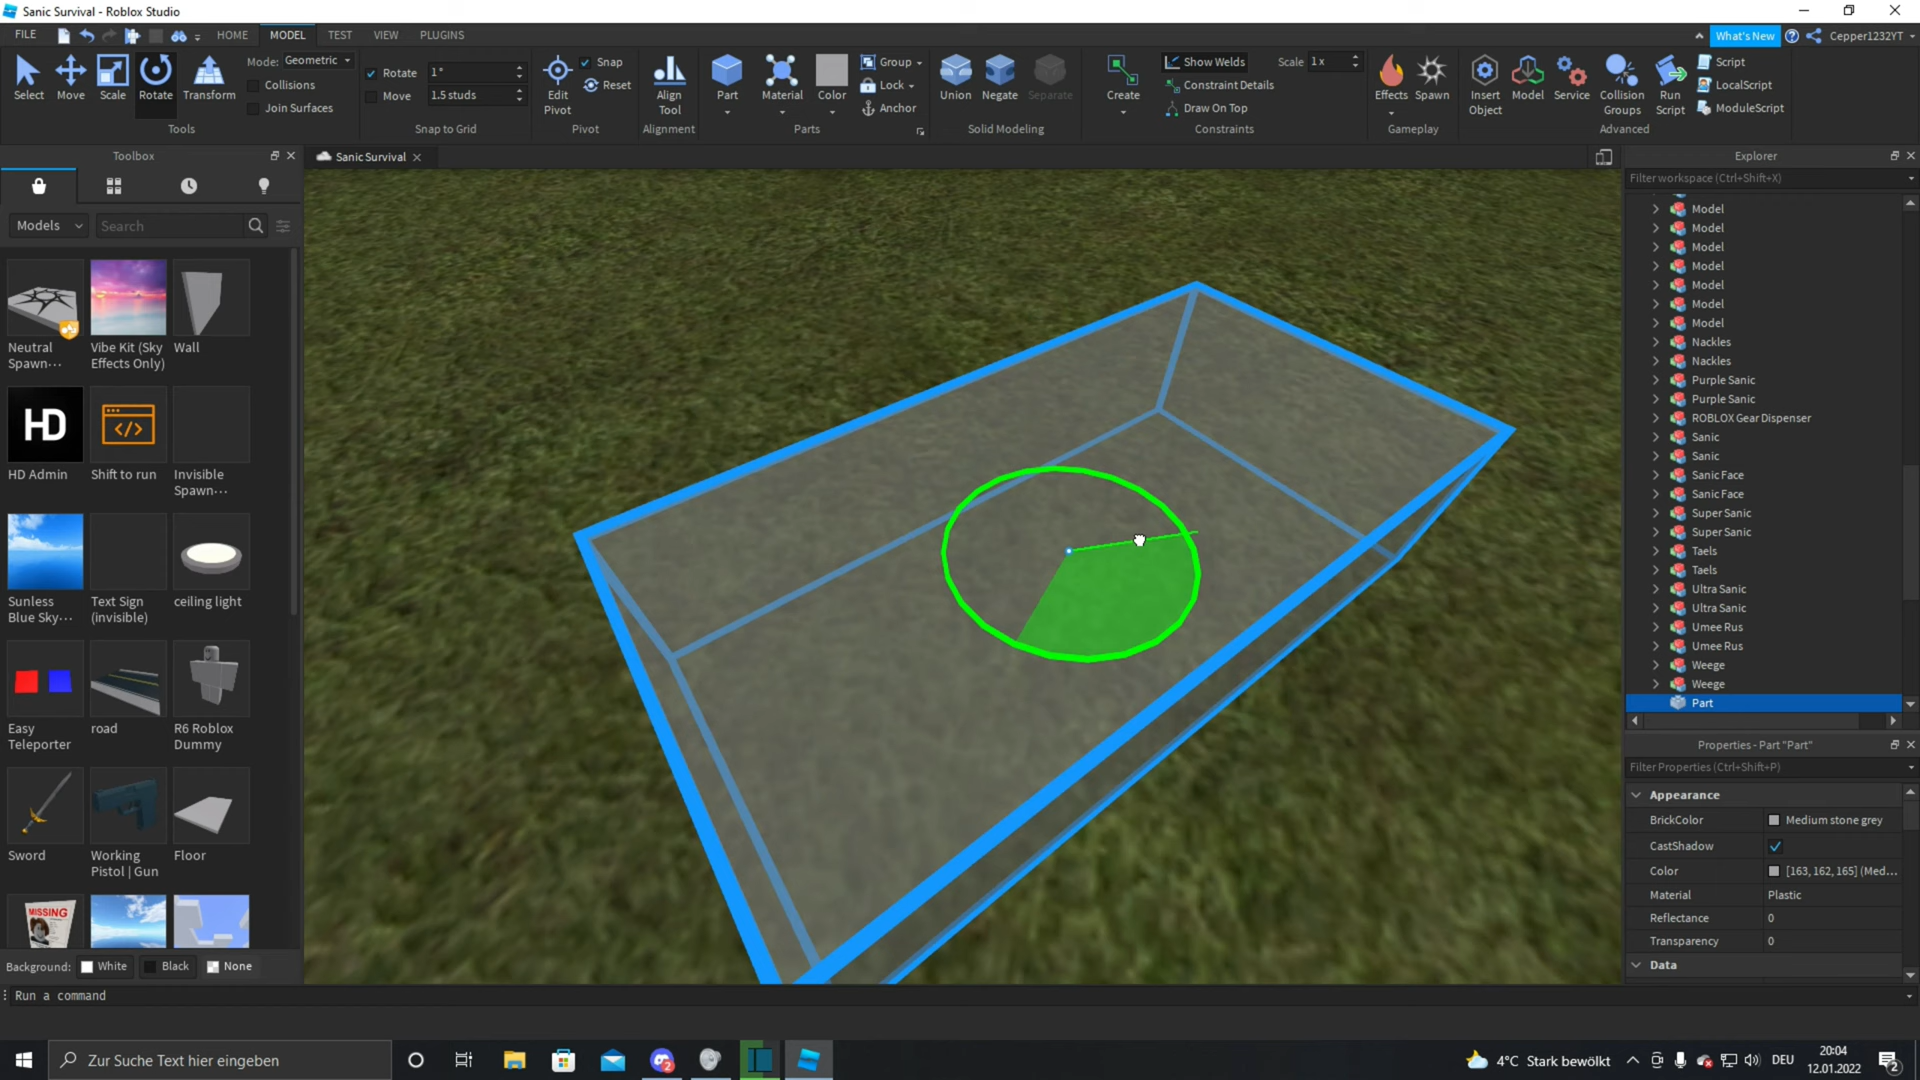 Sanic Survival - Roblox Studio
FILE
HOME
MODEL
TEST
VIEW
PLUGINS
What's New
Cepper1232YT
Select
Move
Scale
Rotate
Transform
Mode:
Geometric
Collisions
Join Surfaces
Tools
Rotate
1°
Move
1.5 studs
Snap to Grid
Edit
Pivot
Snap
Reset
Pivot
Align
Tool
Alignment
Part
Material
Color
Group
Lock
Anchor
Parts
Union
Negate
Separate
Solid Modeling
Create
Show Welds
Constraint Details
Draw On Top
Scale
1 x
Constraints
Effects
Spawn
Gameplay
Insert
Object
Model
Service
Collision
Groups
Run
Script
Script
LocalScript
ModuleScript
Advanced
Toolbox
Sanic Survival
Explorer
Filter workspace (Ctrl+Shift+X)
Models
Search
Neutral
Spawn...
Vibe Kit (Sky
Effects Only)
Wall
HD
HD Admin
</>
Shift to run
Invisible
Spawn...
Sunless
Blue Sky...
Text Sign
(invisible)
ceiling light
Easy
Teleporter
road
R6 Roblox
Dummy
Sword
Working
Pistol | Gun
Floor
MISSING
Background:
White
Black
None
Run a command
Model
Model
Model
Model
Model
Model
Model
Nackles
Nackles
Purple Sanic
Purple Sanic
ROBLOX Gear Dispenser
Sanic
Sanic
Sanic Face
Sanic Face
Super Sanic
Super Sanic
Taels
Taels
Ultra Sanic
Ultra Sanic
Umee Rus
Umee Rus
Weege
Weege
Part
Properties - Part "Part"
Filter Properties (Ctrl+Shift+P)
Appearance
BrickColor
Medium stone grey
CastShadow
Color
[163, 162, 165] (Med...
Material
Plastic
Reflectance
0
Transparency
0
Data
Zur Suche Text hier eingeben
2
4°C Stark bewölkt
DEU
20:04
12.01.2022
2